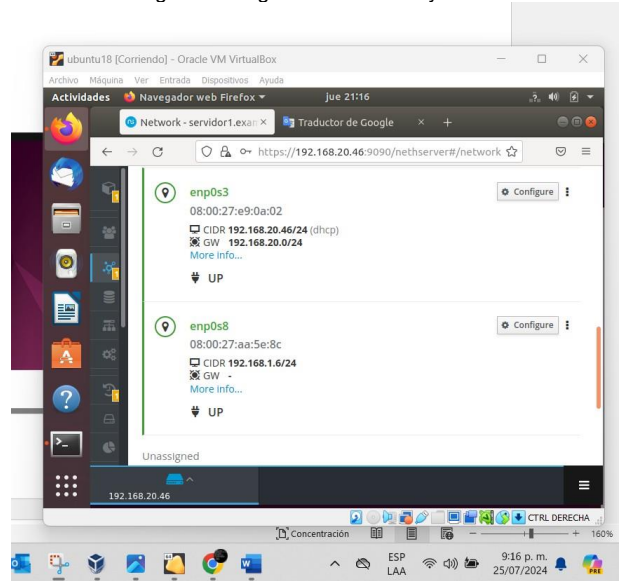 ubuntu18 [Corriendo] - Oracle VM VirtualBox
Archivo Máquina Ver Entrada Dispositivos Ayuda
Actividades Navegador web Firefox jue 21:16
Network - servidor1.exan Traductor de Google
https://192.168.20.46:9090/nethserver#/network
enp0s3 Configure
08:00:27:e9:0a:02
CIDR 192.168.20.46/24 (dhcp)
GW 192.168.20.0/24
More info...
UP
enp0s8 Configure
08:00:27:aa:5e:8c
CIDR 192.168.1.6/24
GW -
More info...
UP
Unassigned
192.168.20.46
CTRL DERECHA
Concentración 160%
ESP
LAA
9:16 p. m.
25/07/2024
PRE